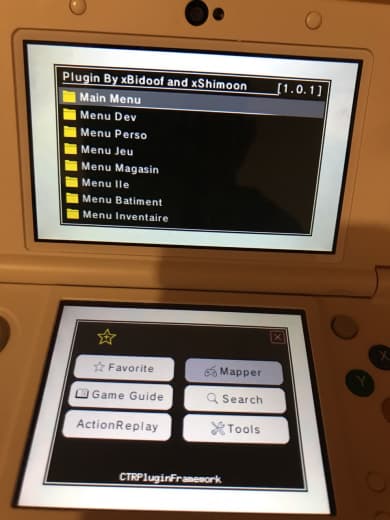 Plugin By xBidoof and xShimoon [1.0.1]
Main Menu
Menu Dev
Menu Perso
Menu Jeu
Menu Magasin
Menu Ile
Menu Batiment
Menu Inventaire
Favorite
Mapper
Game Guide
Search
ActionReplay
Tools
CTRPluginFramework
X
Y